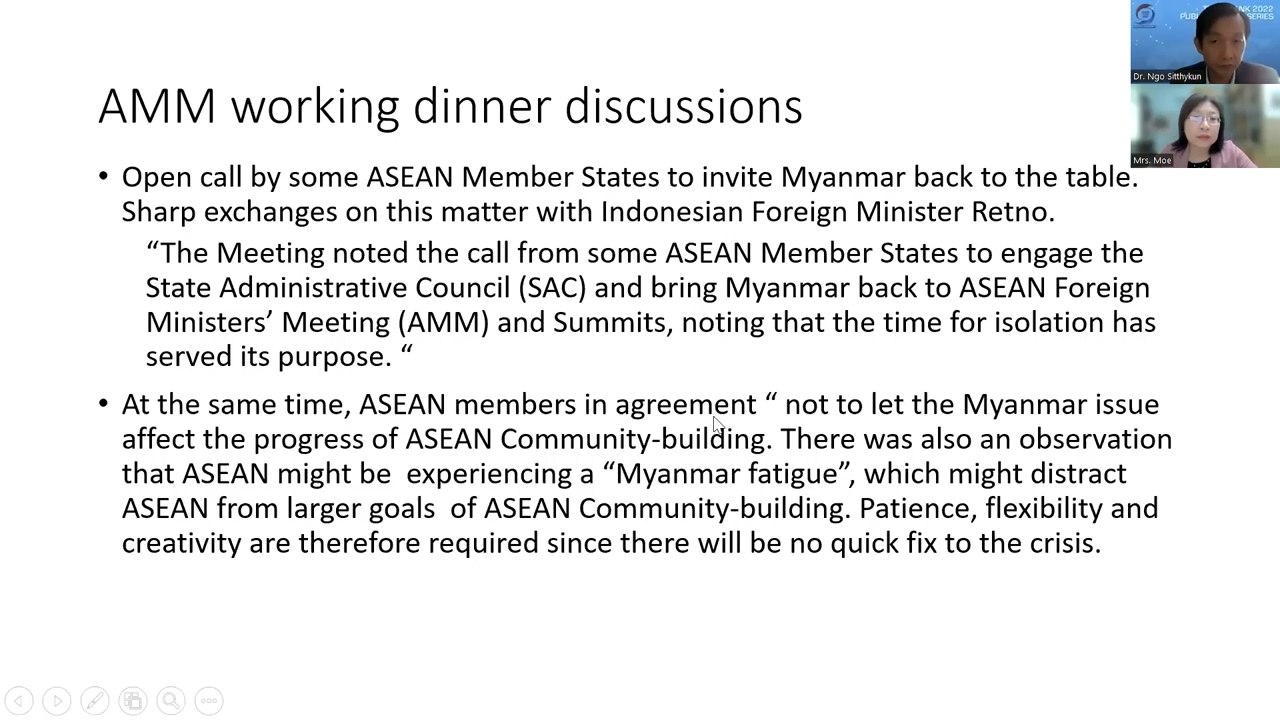 NK 2022
PUBL
SERIES
Dr. Ngo Sitthykun
Mrs. Moe
AMM working dinner discussions
• Open call by some ASEAN Member States to invite Myanmar back to the table.
Sharp exchanges on this matter with Indonesian Foreign Minister Retno.
“The Meeting noted the call from some ASEAN Member States to engage the
State Administrative Council (SAC) and bring Myanmar back to ASEAN Foreign
Ministers’ Meeting (AMM) and Summits, noting that the time for isolation has
served its purpose. “
• At the same time, ASEAN members in agreement “ not to let the Myanmar issue
affect the progress of ASEAN Community-building. There was also an observation
that ASEAN might be  experiencing a “Myanmar fatigue”, which might distract
ASEAN from larger goals  of ASEAN Community-building. Patience, flexibility and
creativity are therefore required since there will be no quick fix to the crisis.